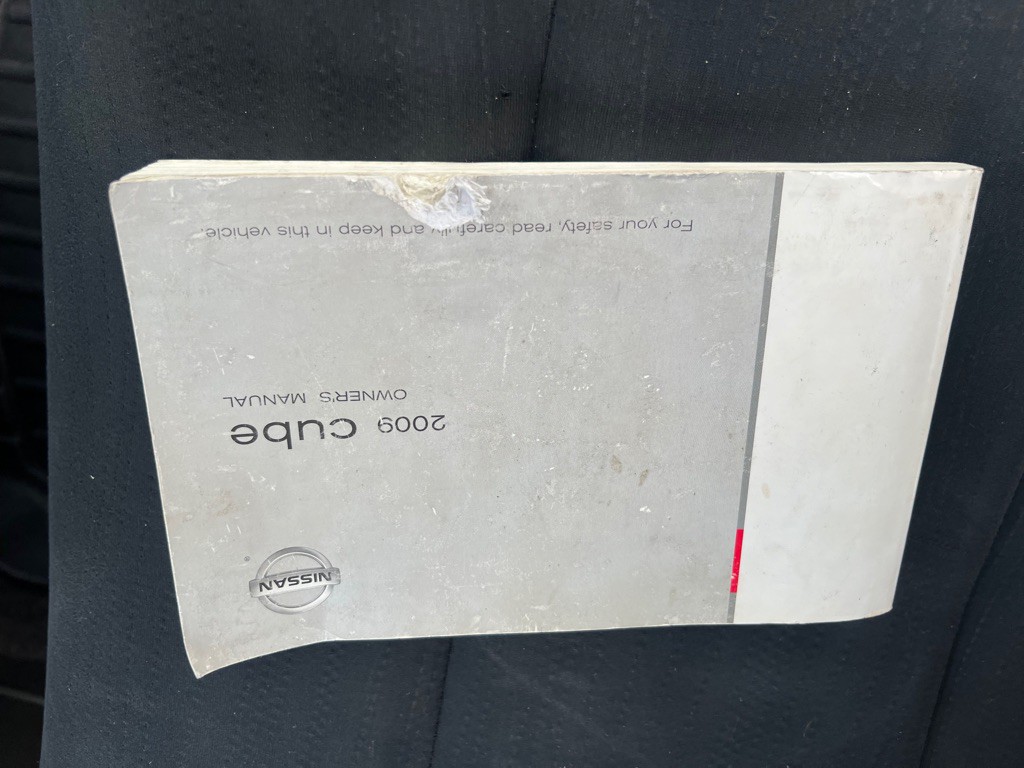 NISSAN
2009 cube
OWNER'S MANUAL
For your safety, read carefully and keep in this vehicle.